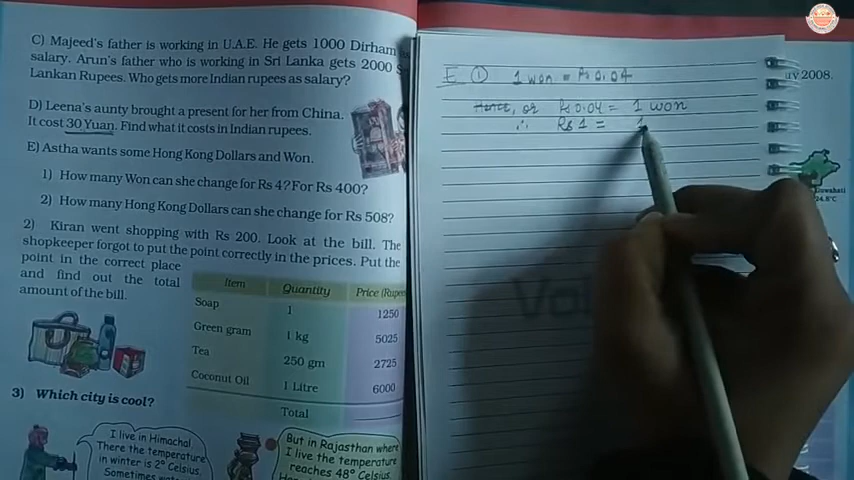 C) Majeed's father is working in U.A.E. He gets 1000 Dirham as
salary. Arun's father who is working in Sri Lanka gets 2000
Lankan Rupees. Who gets more Indian rupees as salary?
D) Leena's aunty brought a present for her from China.
It cost 30 Yuan. Find what it costs in Indian rupees.
E) Astha wants some Hong Kong Dollars and Won.
1) How many Won can she change for Rs 4? For Rs 400?
2) How many Hong Kong Dollars can she change for Rs 508?
2) Kiran went shopping with Rs 200. Look at the bill. The
shopkeeper forgot to put the point correctly in the prices. Put the
point in the correct place
and find out the total
amount of the bill.
Item Quantity Price (Rupees
Soap 1 1250
Green gram 1 kg 5025
Tea 250 gm 2725
Coconut Oil 1 Litre 6000
Total
3) Which city is cool?
I live in Himachal
There the temperature
in winter is 2° Celsius.
Sometimes water
But in Rajasthan where
I live the temperature
reaches 48° Celsius.
E ① 1 won = Rs 0.04
Hence, or Rs 0.04 = 1 won
∴ Rs 1 = 1
2008.
Guwahati